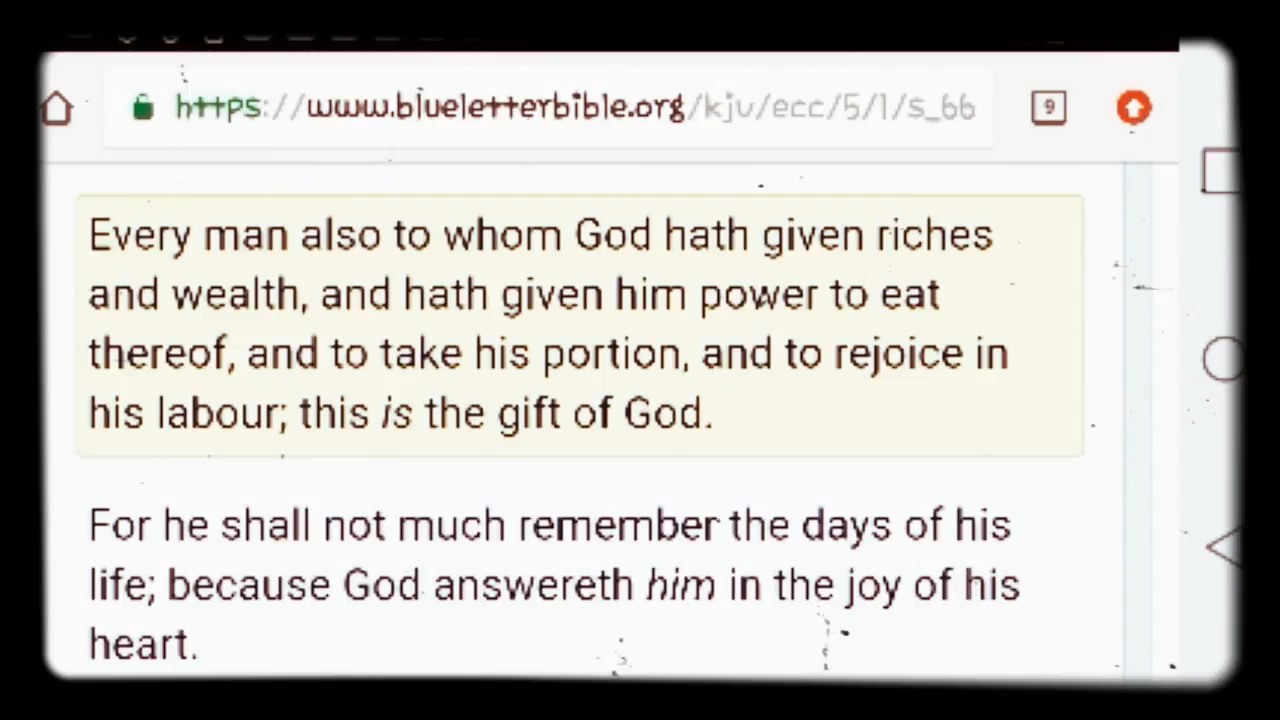 https://www.blueletterbible.org/kjv/ecc/5/1/s_66
9
Every man also to whom God hath given riches
and wealth, and hath given him power to eat
thereof, and to take his portion, and to rejoice in
his labour; this is the gift of God.
For he shall not much remember the days of his
life; because God answereth him in the joy of his
heart.